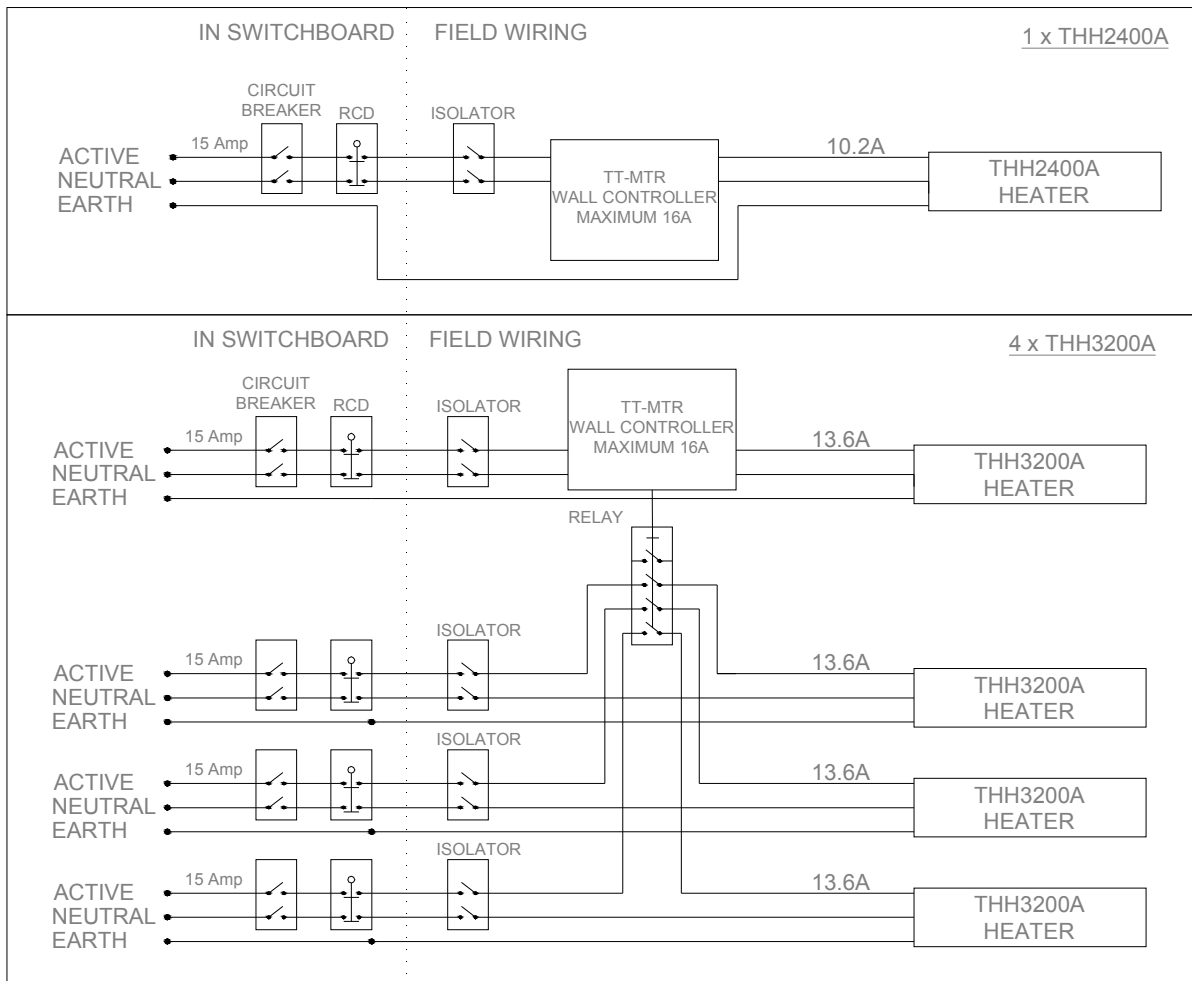 IN SWITCHBOARD
FIELD WIRING
1 x THH2400A
CIRCUIT
BREAKER
RCD
ISOLATOR
15 Amp
ACTIVE
NEUTRAL
EARTH
TT-MTR
WALL CONTROLLER
MAXIMUM 16A
10.2A
THH2400A
HEATER
IN SWITCHBOARD
FIELD WIRING
4 x THH3200A
CIRCUIT
BREAKER
RCD
ISOLATOR
15 Amp
ACTIVE
NEUTRAL
EARTH
TT-MTR
WALL CONTROLLER
MAXIMUM 16A
13.6A
THH3200A
HEATER
RELAY
ISOLATOR
15 Amp
ACTIVE
NEUTRAL
EARTH
13.6A
THH3200A
HEATER
ISOLATOR
15 Amp
ACTIVE
NEUTRAL
EARTH
13.6A
THH3200A
HEATER
ISOLATOR
15 Amp
ACTIVE
NEUTRAL
EARTH
13.6A
THH3200A
HEATER